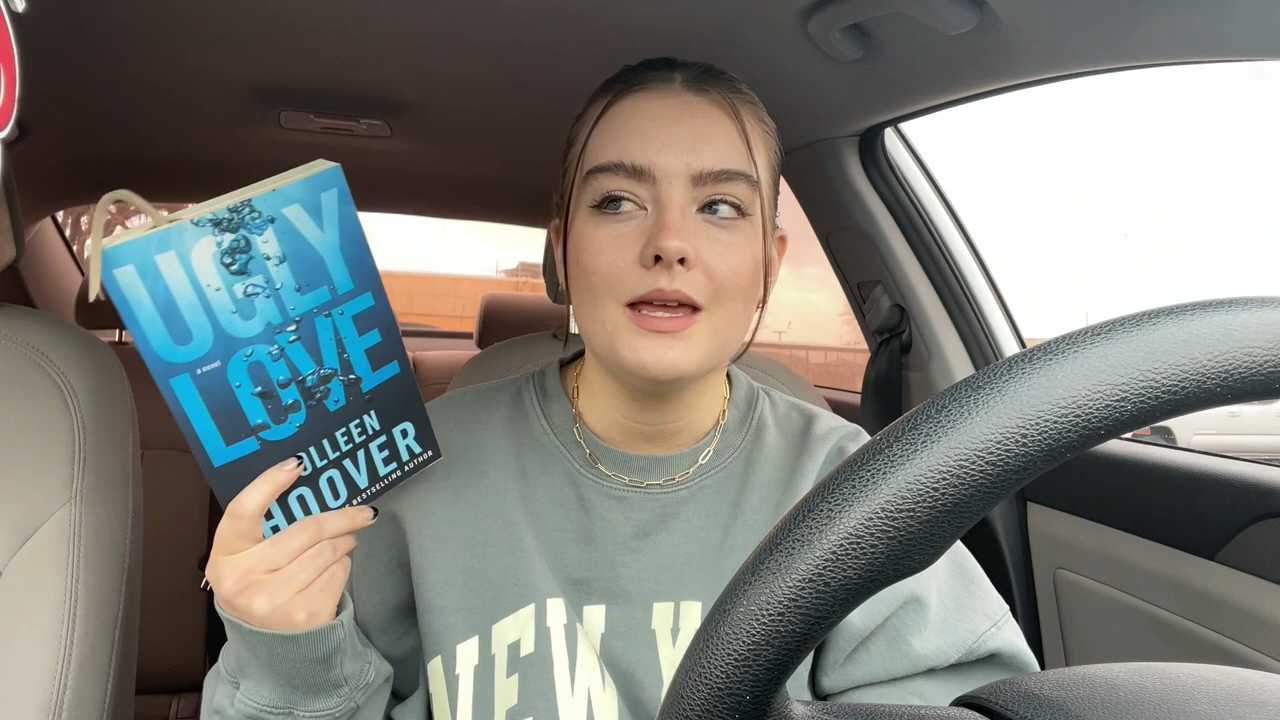 UGLY
LOVE
a novel
OLLEEN
HOOVER
BESTSELLING AUTHOR
NEW Y